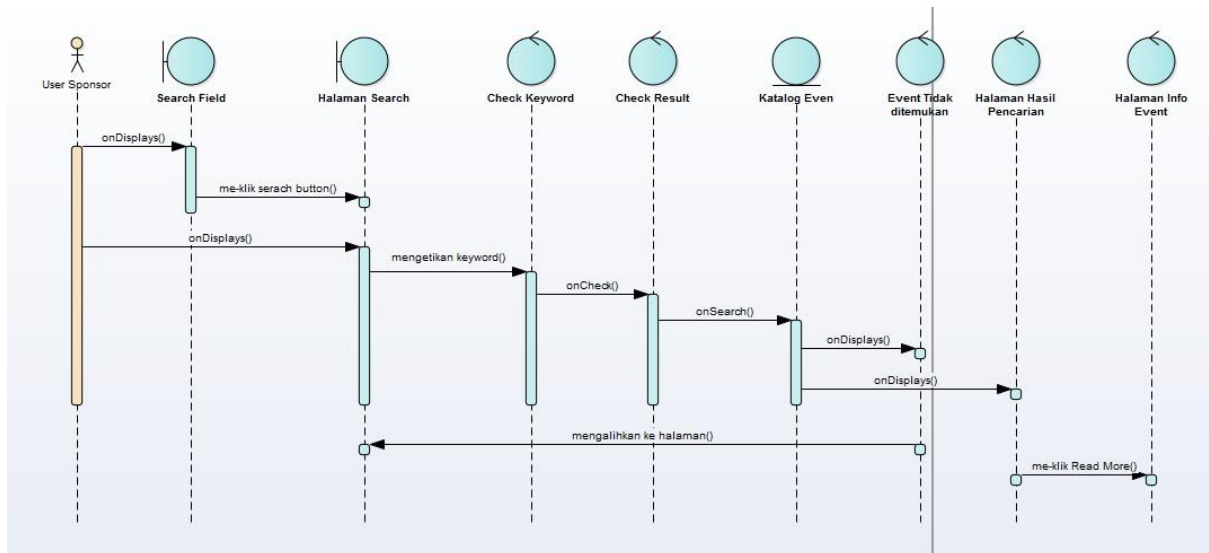 User Sponsor
Search Field
Halaman Search
Check Keyword
Check Result
Katalog Even
Event Tidak
ditemukan
Halaman Hasil
Pencarian
Halaman Info
Event
onDisplays()
me-klik serach button()
onDisplays()
mengetikan keyword()
onCheck()
onSearch()
onDisplays()
onDisplays()
mengalihkan ke halaman()
me-klik Read More()